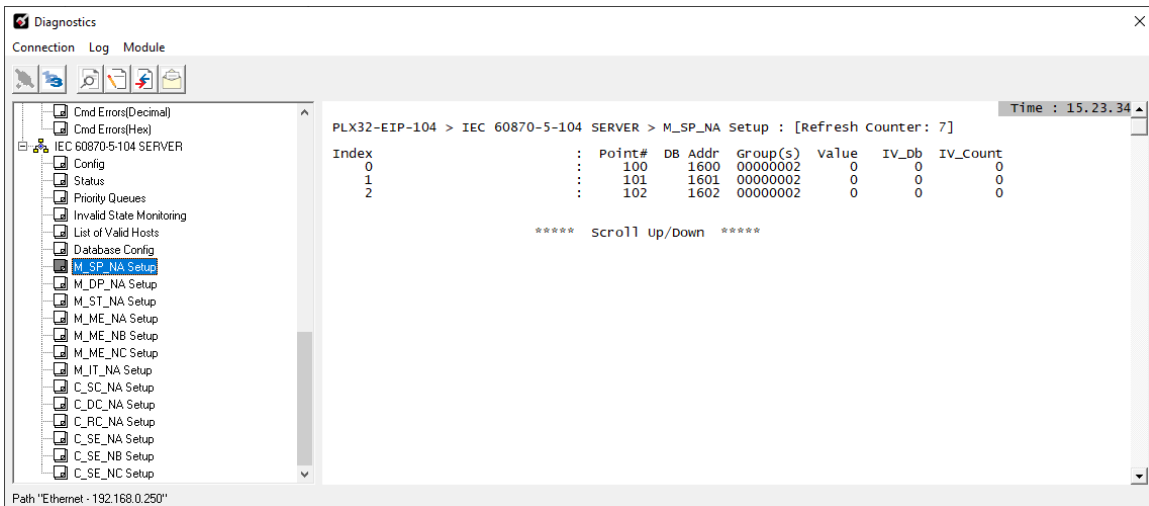 Diagnostics
Connection Log Module
Cmd Errors(Decimal)
Cmd Errors(Hex)
IEC 60870-5-104 SERVER
Config
Status
Priority Queues
Invalid State Monitoring
List of Valid Hosts
Database Config
M_SP_NA Setup
M_DP_NA Setup
M_ST_NA Setup
M_ME_NA Setup
M_ME_NB Setup
M_ME_NC Setup
M_IT_NA Setup
C_SC_NA Setup
C_DC_NA Setup
C_RC_NA Setup
C_SE_NA Setup
C_SE_NB Setup
C_SE_NC Setup
Time : 15.23.34
PLX32-EIP-104 > IEC 60870-5-104 SERVER > M_SP_NA Setup : [Refresh Counter: 7]
Index : Point# DB Addr Group(s) Value IV_Db IV_Count
0 : 100 1600 00000002 0 0 0
1 : 101 1601 00000002 0 0 0
2 : 102 1602 00000002 0 0 0
***** Scroll Up/Down *****
Path "Ethernet - 192.168.0.250"